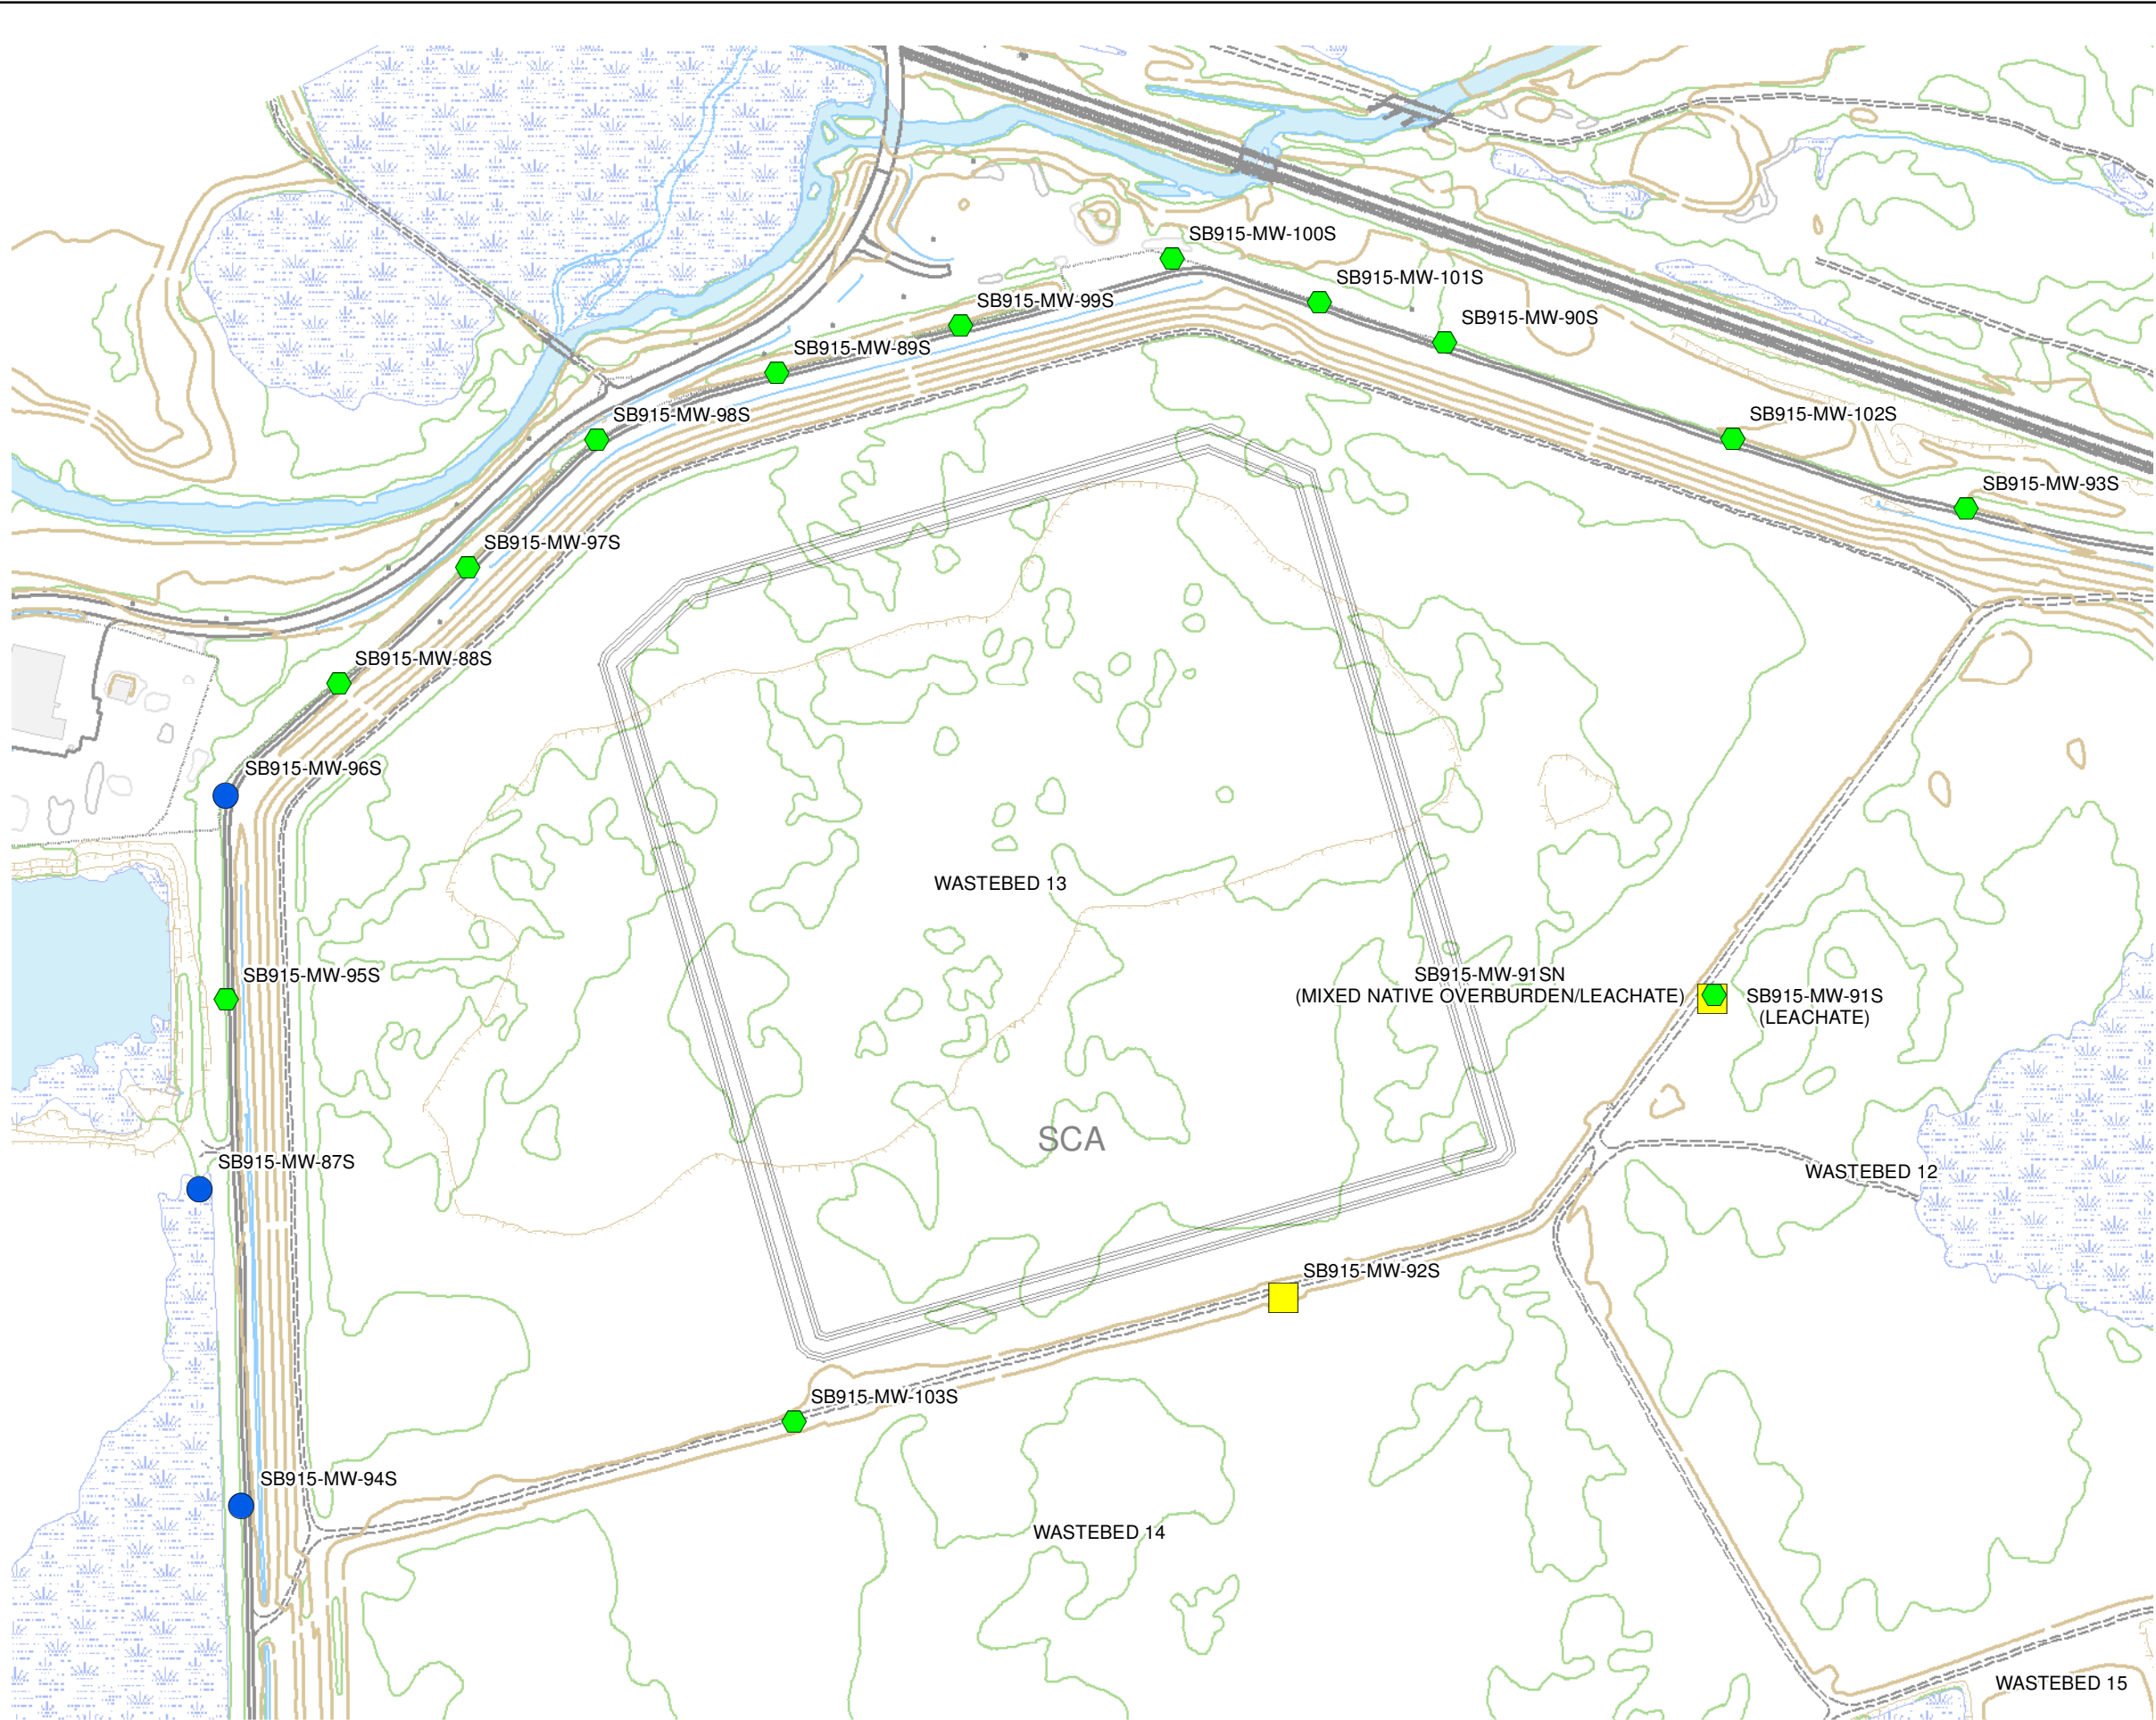 SB915-MW-100S
SB915-MW-101S
SB915-MW-99S
SB915-MW-90S
SB915-MW-89S
SB915-MW-98S
SB915-MW-102S
SB915-MW-93S
SB915-MW-97S
SB915-MW-88S
SB915-MW-96S
WASTEBED 13
SB915-MW-95S
SB915-MW-91SN
(MIXED NATIVE OVERBURDEN/LEACHATE)
SB915-MW-91S
(LEACHATE)
SCA
SB915-MW-87S
WASTEBED 12
SB915-MW-92S
SB915-MW-103S
SB915-MW-94S
WASTEBED 14
WASTEBED 15